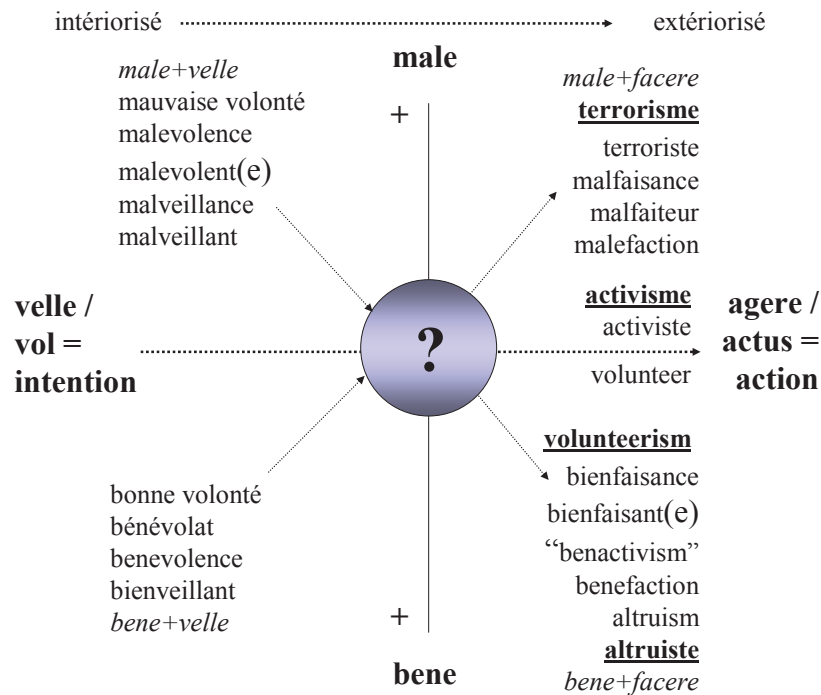 intériorisé
extériorisé
male
male+velle
mauvaise volonté
malevolence
malevolent(e)
malveillance
malveillant
+
male+facere
terrorisme
terroriste
malfaisance
malfaiteur
malefaction
velle /
vol =
intention
?
activisme
activiste
volunteer
agere /
actus =
action
bonne volonté
bénévolat
benevolence
bienveillant
bene+velle
+
bene
volunteerism
bienfaisance
bienfaisant(e)
“benactivism”
benefaction
altruism
altruiste
bene+facere